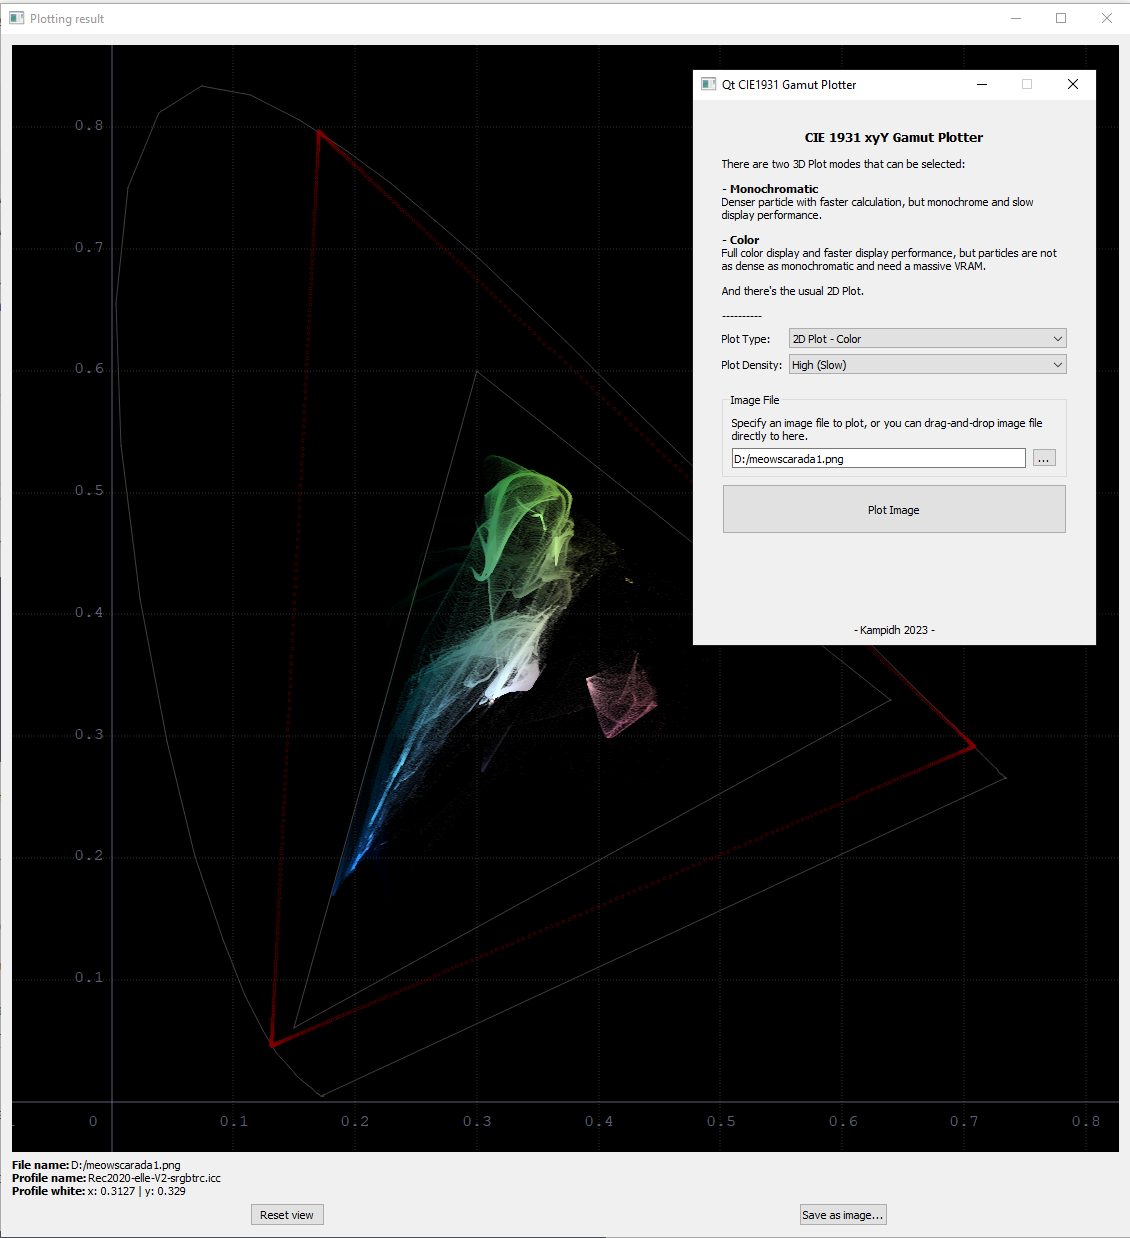 Plotting result
0.8
0.7
0.6
0.5
0.4
0.3
0.2
0.1
0
0.1
0.2
0.3
0.4
0.5
0.6
0.7
0.8
Qt CIE1931 Gamut Plotter
CIE 1931 xyY Gamut Plotter
There are two 3D Plot modes that can be selected:
- Monochromatic
Denser particle with faster calculation, but monochrome and slow
display performance.
- Color
Full color display and faster display performance, but particles are not
as dense as monochromatic and need a massive VRAM.
And there's the usual 2D Plot.
----------
Plot Type: 2D Plot - Color
Plot Density: High (Slow)
Image File
Specify an image file to plot, or you can drag-and-drop image file
directly to here.
D:/meowscarada1.png ...
Plot Image
- Kampidh 2023 -
File name: D:/meowscarada1.png
Profile name: Rec2020-elle-V2-srgbtrc.icc
Profile white: x: 0.3127 | y: 0.329
Reset view
Save as image...